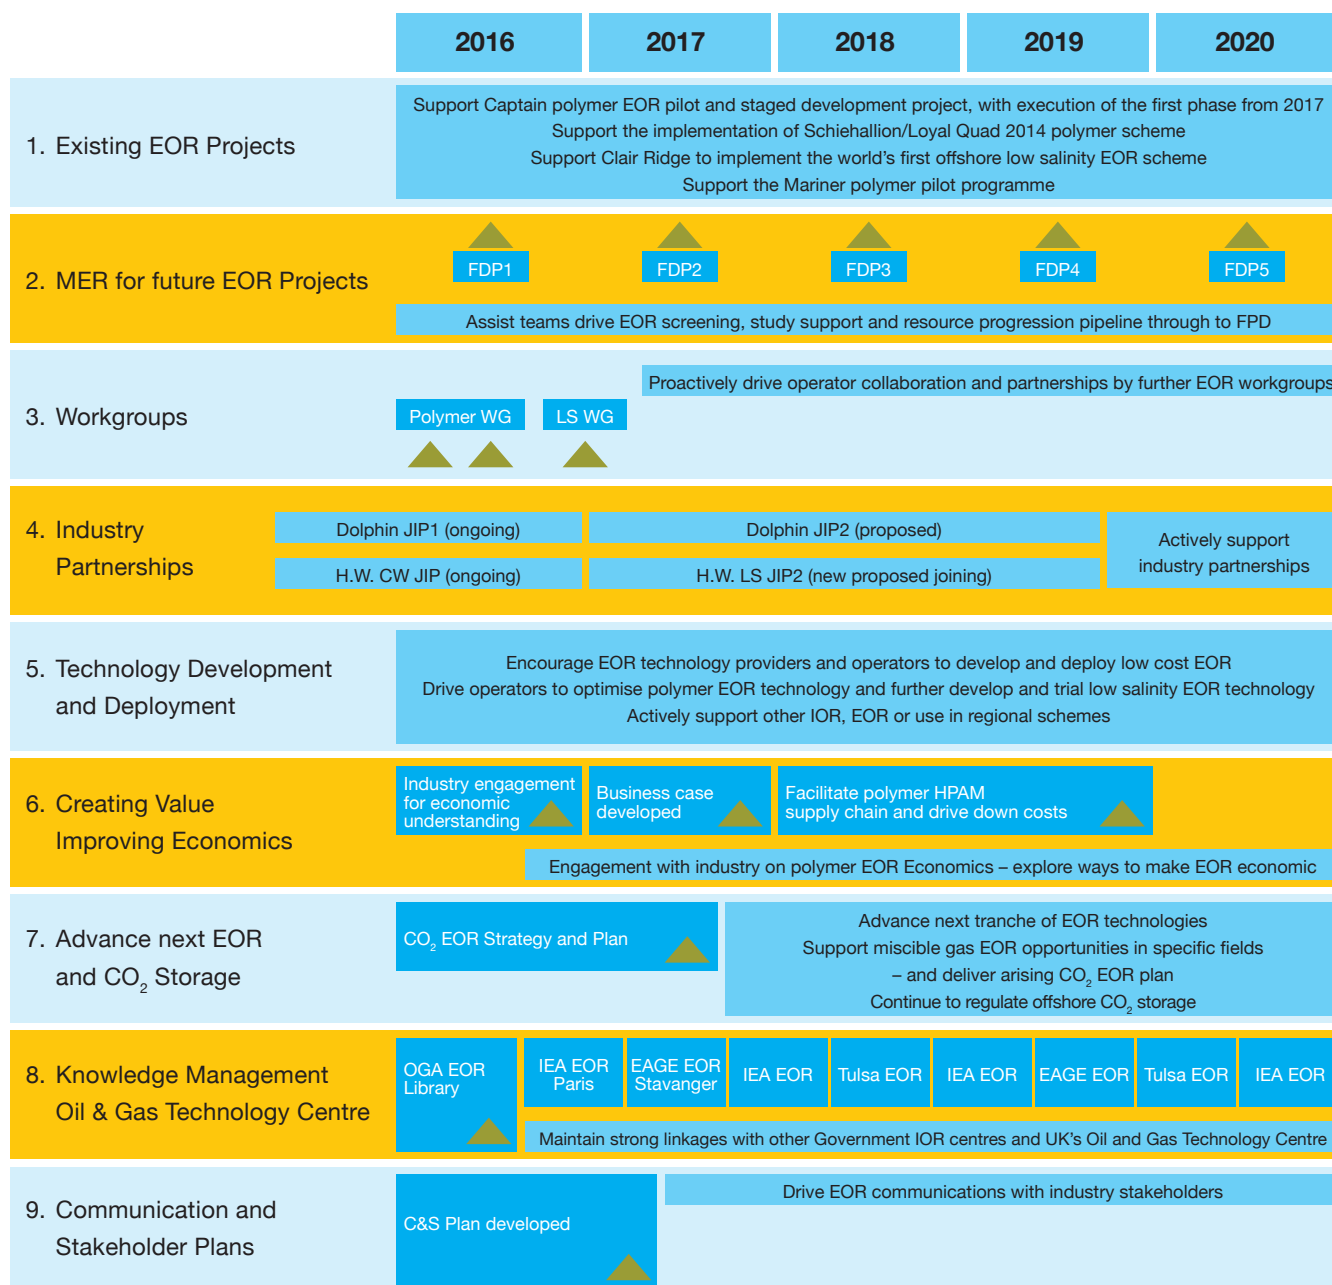 2016 2017 2018 2019 2020
1. Existing EOR Projects
Support Captain polymer EOR pilot and staged development project, with execution of the first phase from 2017
Support the implementation of Schiehallion/Loyal Quad 2014 polymer scheme
Support Clair Ridge to implement the world's first offshore low salinity EOR scheme
Support the Mariner polymer pilot programme
2. MER for future EOR Projects
FDP1 FDP2 FDP3 FDP4 FDP5
Assist teams drive EOR screening, study support and resource progression pipeline through to FPD
3. Workgroups
Proactively drive operator collaboration and partnerships by further EOR workgroups
Polymer WG LS WG
4. Industry
Partnerships
Dolphin JIP1 (ongoing) Dolphin JIP2 (proposed)
H.W. CW JIP (ongoing) H.W. LS JIP2 (new proposed joining)
Actively support
industry partnerships
5. Technology Development
and Deployment
Encourage EOR technology providers and operators to develop and deploy low cost EOR
Drive operators to optimise polymer EOR technology and further develop and trial low salinity EOR technology
Actively support other IOR, EOR or use in regional schemes
6. Creating Value
Improving Economics
Industry engagement
for economic
understanding
Business case
developed
Facilitate polymer HPAM
supply chain and drive down costs
Engagement with industry on polymer EOR Economics – explore ways to make EOR economic
7. Advance next EOR
and CO₂ Storage
CO₂ EOR Strategy and Plan
Advance next tranche of EOR technologies
Support miscible gas EOR opportunities in specific fields
– and deliver arising CO₂ EOR plan
Continue to regulate offshore CO₂ storage
8. Knowledge Management
Oil & Gas Technology Centre
OGA EOR
Library
IEA EOR
Paris
EAGE EOR
Stavanger
IEA EOR
Tulsa EOR
IEA EOR
EAGE EOR
Tulsa EOR
IEA EOR
Maintain strong linkages with other Government IOR centres and UK's Oil and Gas Technology Centre
9. Communication and
Stakeholder Plans
C&S Plan developed
Drive EOR communications with industry stakeholders